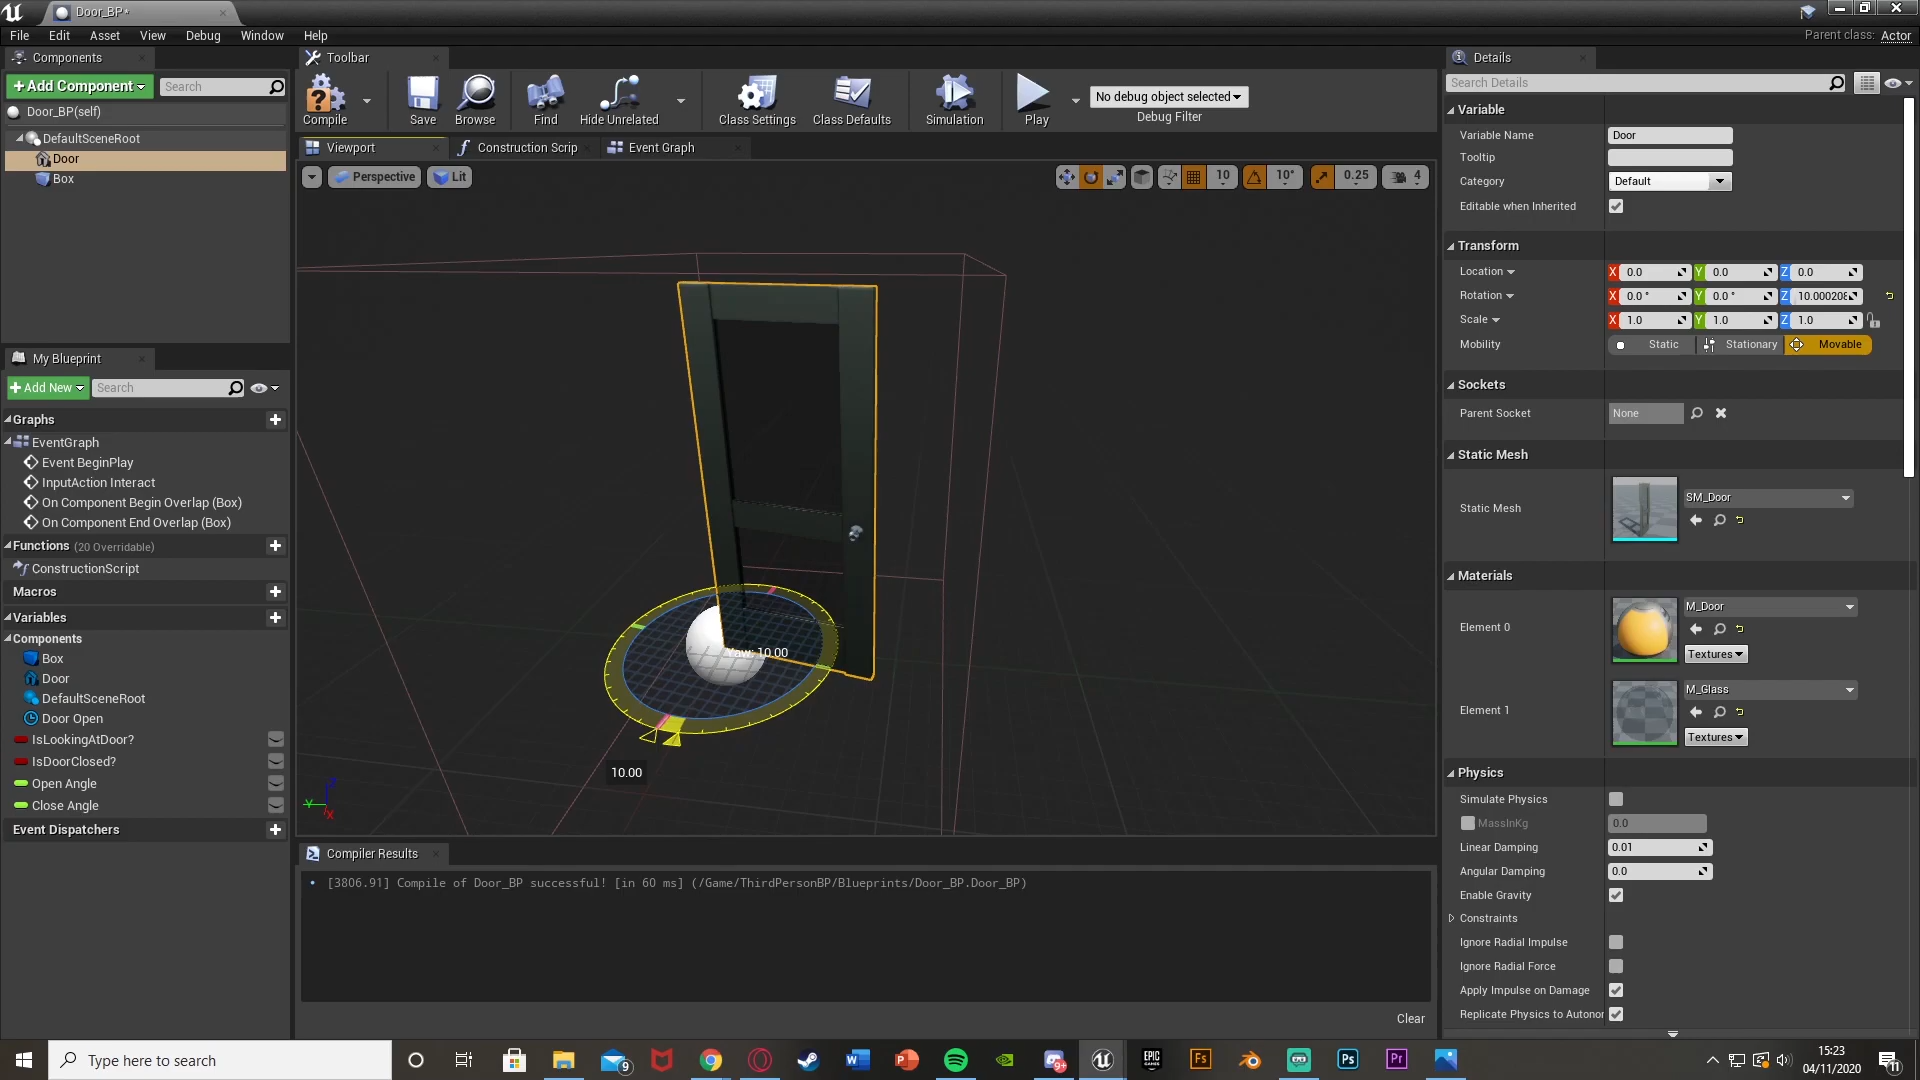 Door_BP*
File Edit Asset View Debug Window Help
Parent class: Actor
Components
+Add Component
Search
Door_BP(self)
DefaultSceneRoot
Door
Box
My Blueprint
+Add New
Search
Graphs
EventGraph
Event BeginPlay
InputAction Interact
On Component Begin Overlap (Box)
On Component End Overlap (Box)
Functions (20 Overridable)
ConstructionScript
Macros
Variables
Components
Box
Door
DefaultSceneRoot
Door Open
IsLookingAtDoor?
IsDoorClosed?
Open Angle
Close Angle
Event Dispatchers
Toolbar
Compile
Save
Browse
Find
Hide Unrelated
Class Settings
Class Defaults
Simulation
Play
No debug object selected
Debug Filter
Viewport
Construction Scrip
Event Graph
Perspective
Lit
10
10°
0.25
4
Yaw: 10.00
10.00
Y
Z
X
Compiler Results
[3806.91] Compile of Door_BP successful! [in 60 ms] (/Game/ThirdPersonBP/Blueprints/Door_BP.Door_BP)
Clear
Details
Search Details
Variable
Variable Name Door
Tooltip
Category Default
Editable when Inherited
Transform
Location X 0.0 Y 0.0 Z 0.0
Rotation X 0.0 ° Y 0.0 ° Z 10.000208
Scale X 1.0 Y 1.0 Z 1.0
Mobility Static Stationary Movable
Sockets
Parent Socket None
Static Mesh
Static Mesh SM_Door
Materials
Element 0 M_Door
Textures
Element 1 M_Glass
Textures
Physics
Simulate Physics
MassInKg 0.0
Linear Damping 0.01
Angular Damping 0.0
Enable Gravity
Constraints
Ignore Radial Impulse
Ignore Radial Force
Apply Impulse on Damage
Replicate Physics to Autonor
Type here to search
9
W
P
9+
EPIC GAMES
Fs
Ps
Pr
15:23
04/11/2020
11